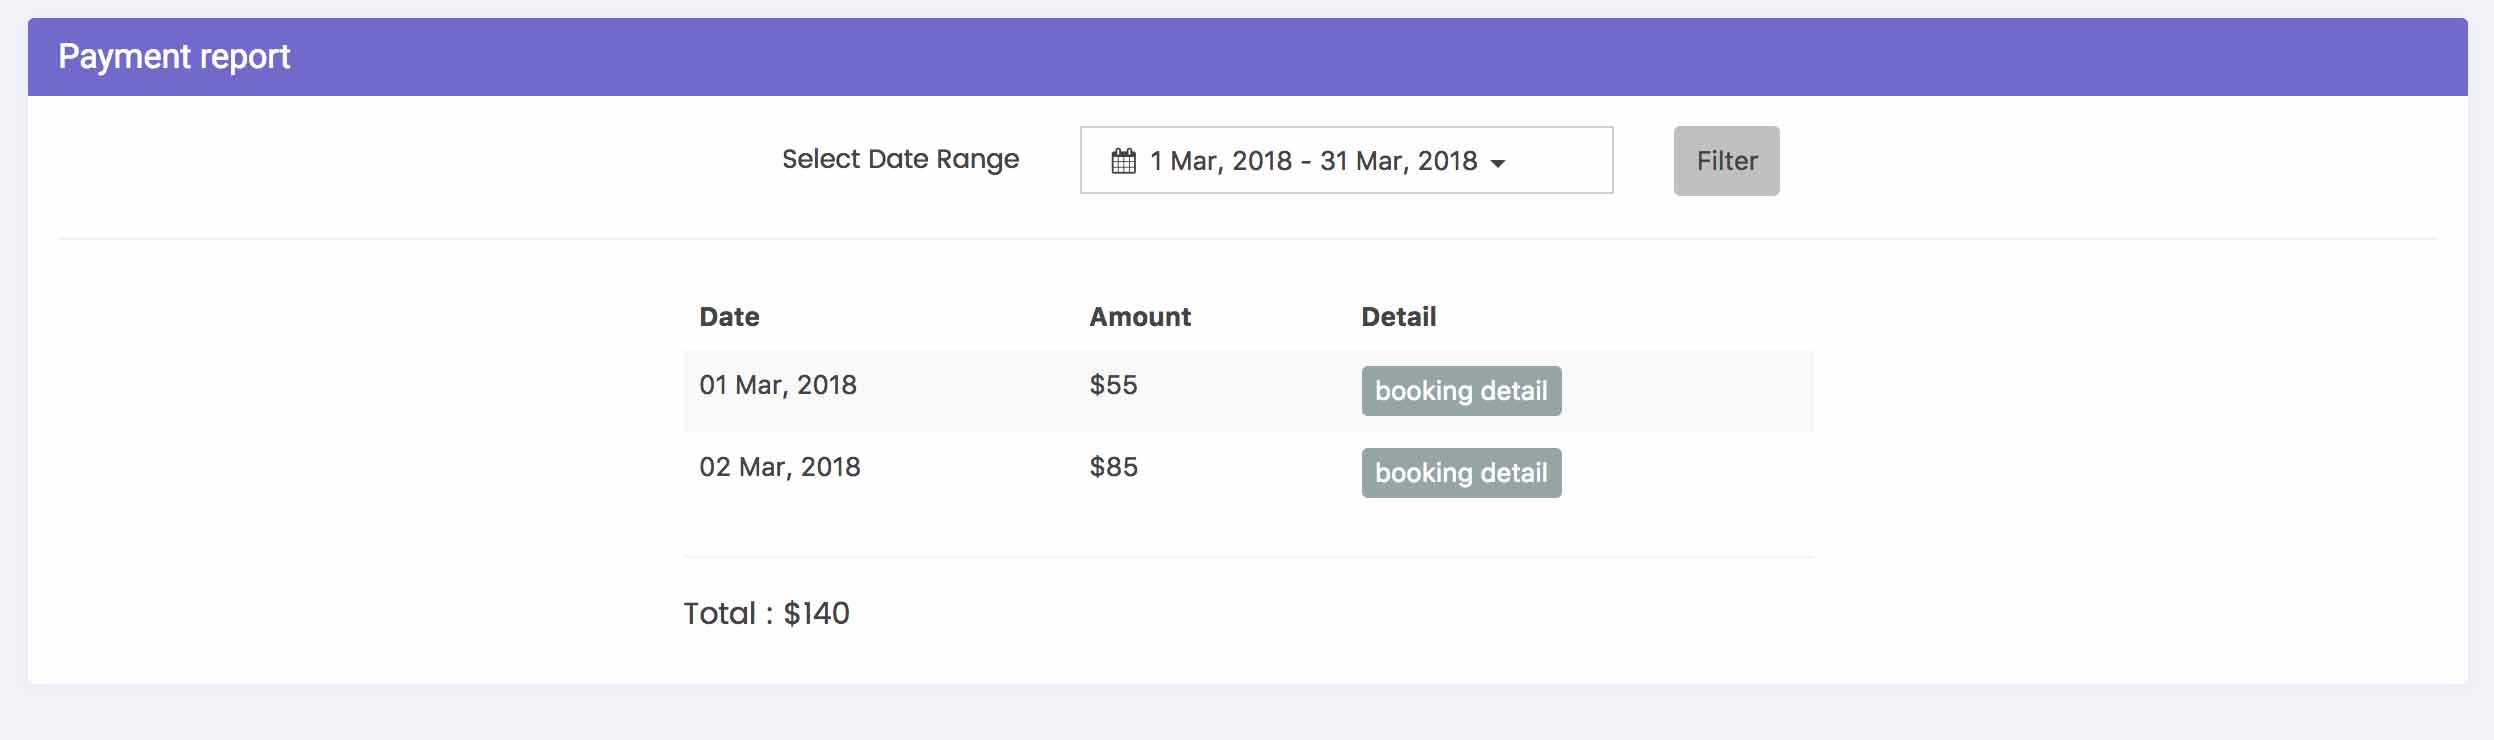 Payment report
Select Date Range 1 Mar, 2018 - 31 Mar, 2018 Filter
Date Amount Detail
01 Mar, 2018 $55 booking detail
02 Mar, 2018 $85 booking detail
Total : $140